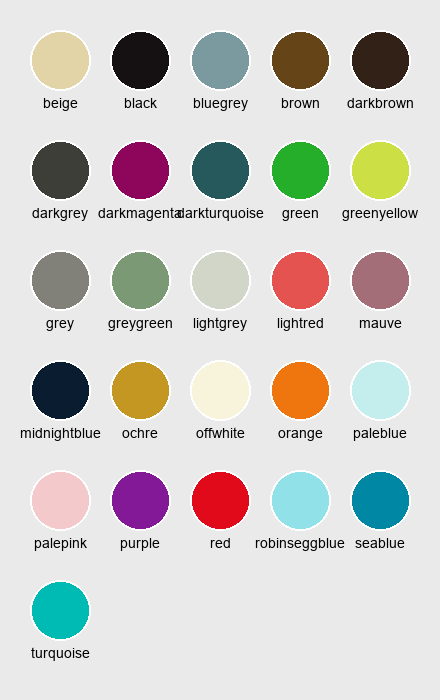 beige black bluegrey brown darkbrown
darkgrey darkmagenta darkturquoise green greenyellow
grey greygreen lightgrey lightred mauve
midnightblue ochre offwhite orange paleblue
palepink purple red robinseggblue seablue
turquoise